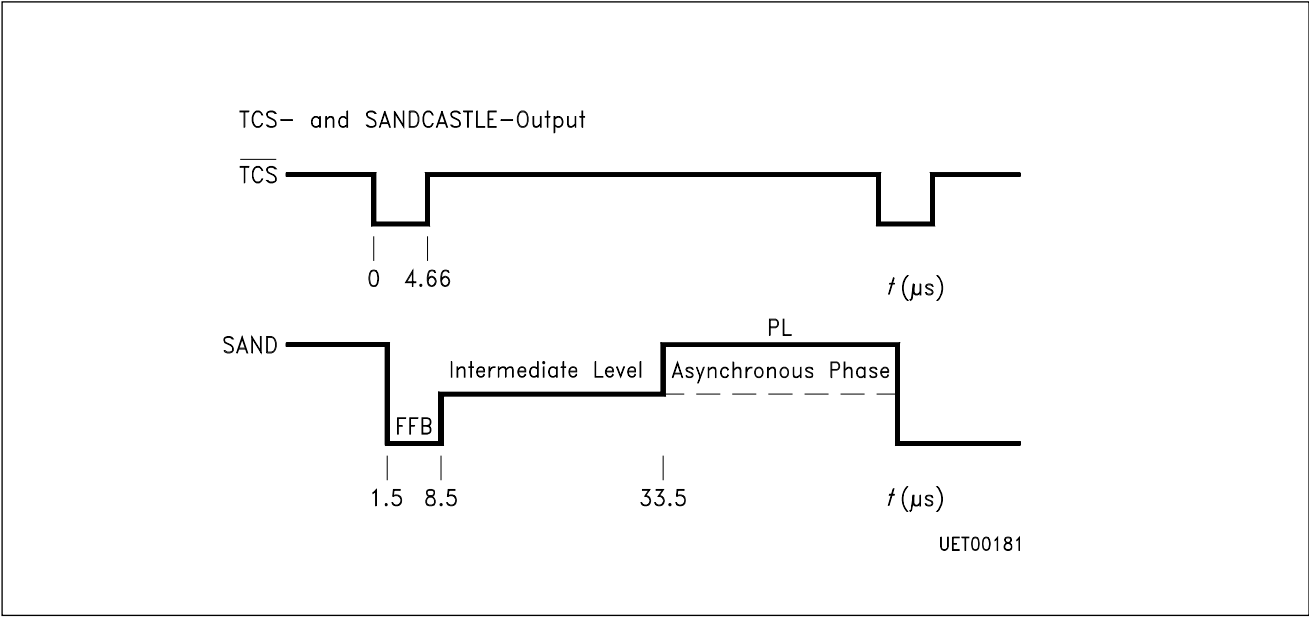 TCS- and SANDCASTLE-Output
TCS
0 4.66 t (μs)
SAND
PL
Intermediate Level Asynchronous Phase
FFB
1.5 8.5 33.5 t (μs)
UET00181